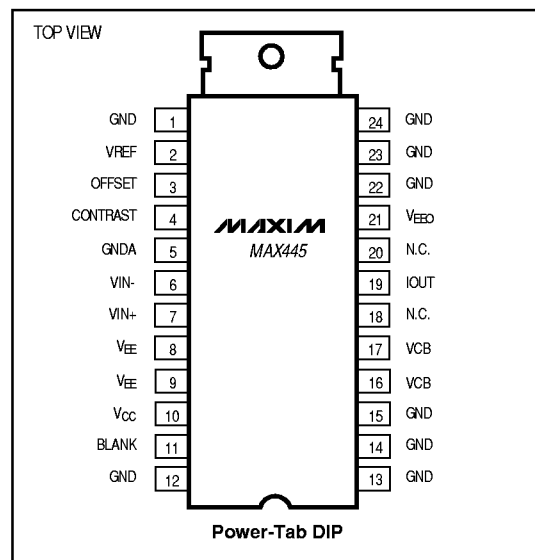 TOP VIEW
GND 1 24 GND
VREF 2 23 GND
OFFSET 3 22 GND
CONTRAST 4 21 VEEO
MAXIM
MAX445
GNDA 5 20 N.C.
VIN- 6 19 IOUT
VIN+ 7 18 N.C.
VEE 8 17 VCB
VEE 9 16 VCB
VCC 10 15 GND
BLANK 11 14 GND
GND 12 13 GND
Power-Tab DIP